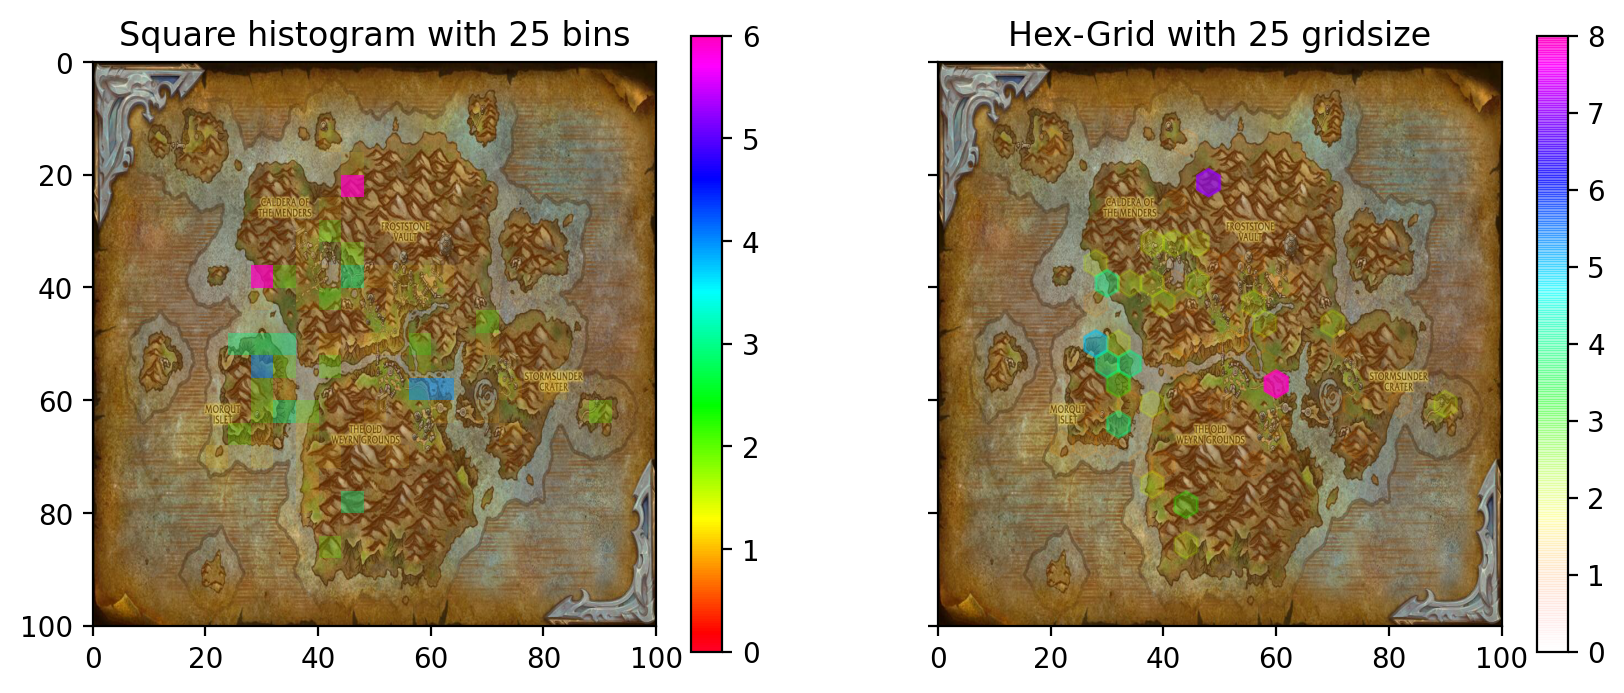 Square histogram with 25 bins
0
20
40
60
80
100
0 20 40 60 80 100
CALDERA OF
THE MENDERS
FROSTSTONE
VAULT
STORMSUNDER
CRATER
MORQUT
ISLET
THE OLD
WEYRN GROUNDS
6
5
4
3
2
1
0
Hex-Grid with 25 gridsize
0 20 40 60 80 100
CALDERA OF
THE MENDERS
FROSTSTONE
VAULT
STORMSUNDER
CRATER
MORQUT
ISLET
THE OLD
WEYRN GROUNDS
8
7
6
5
4
3
2
1
0